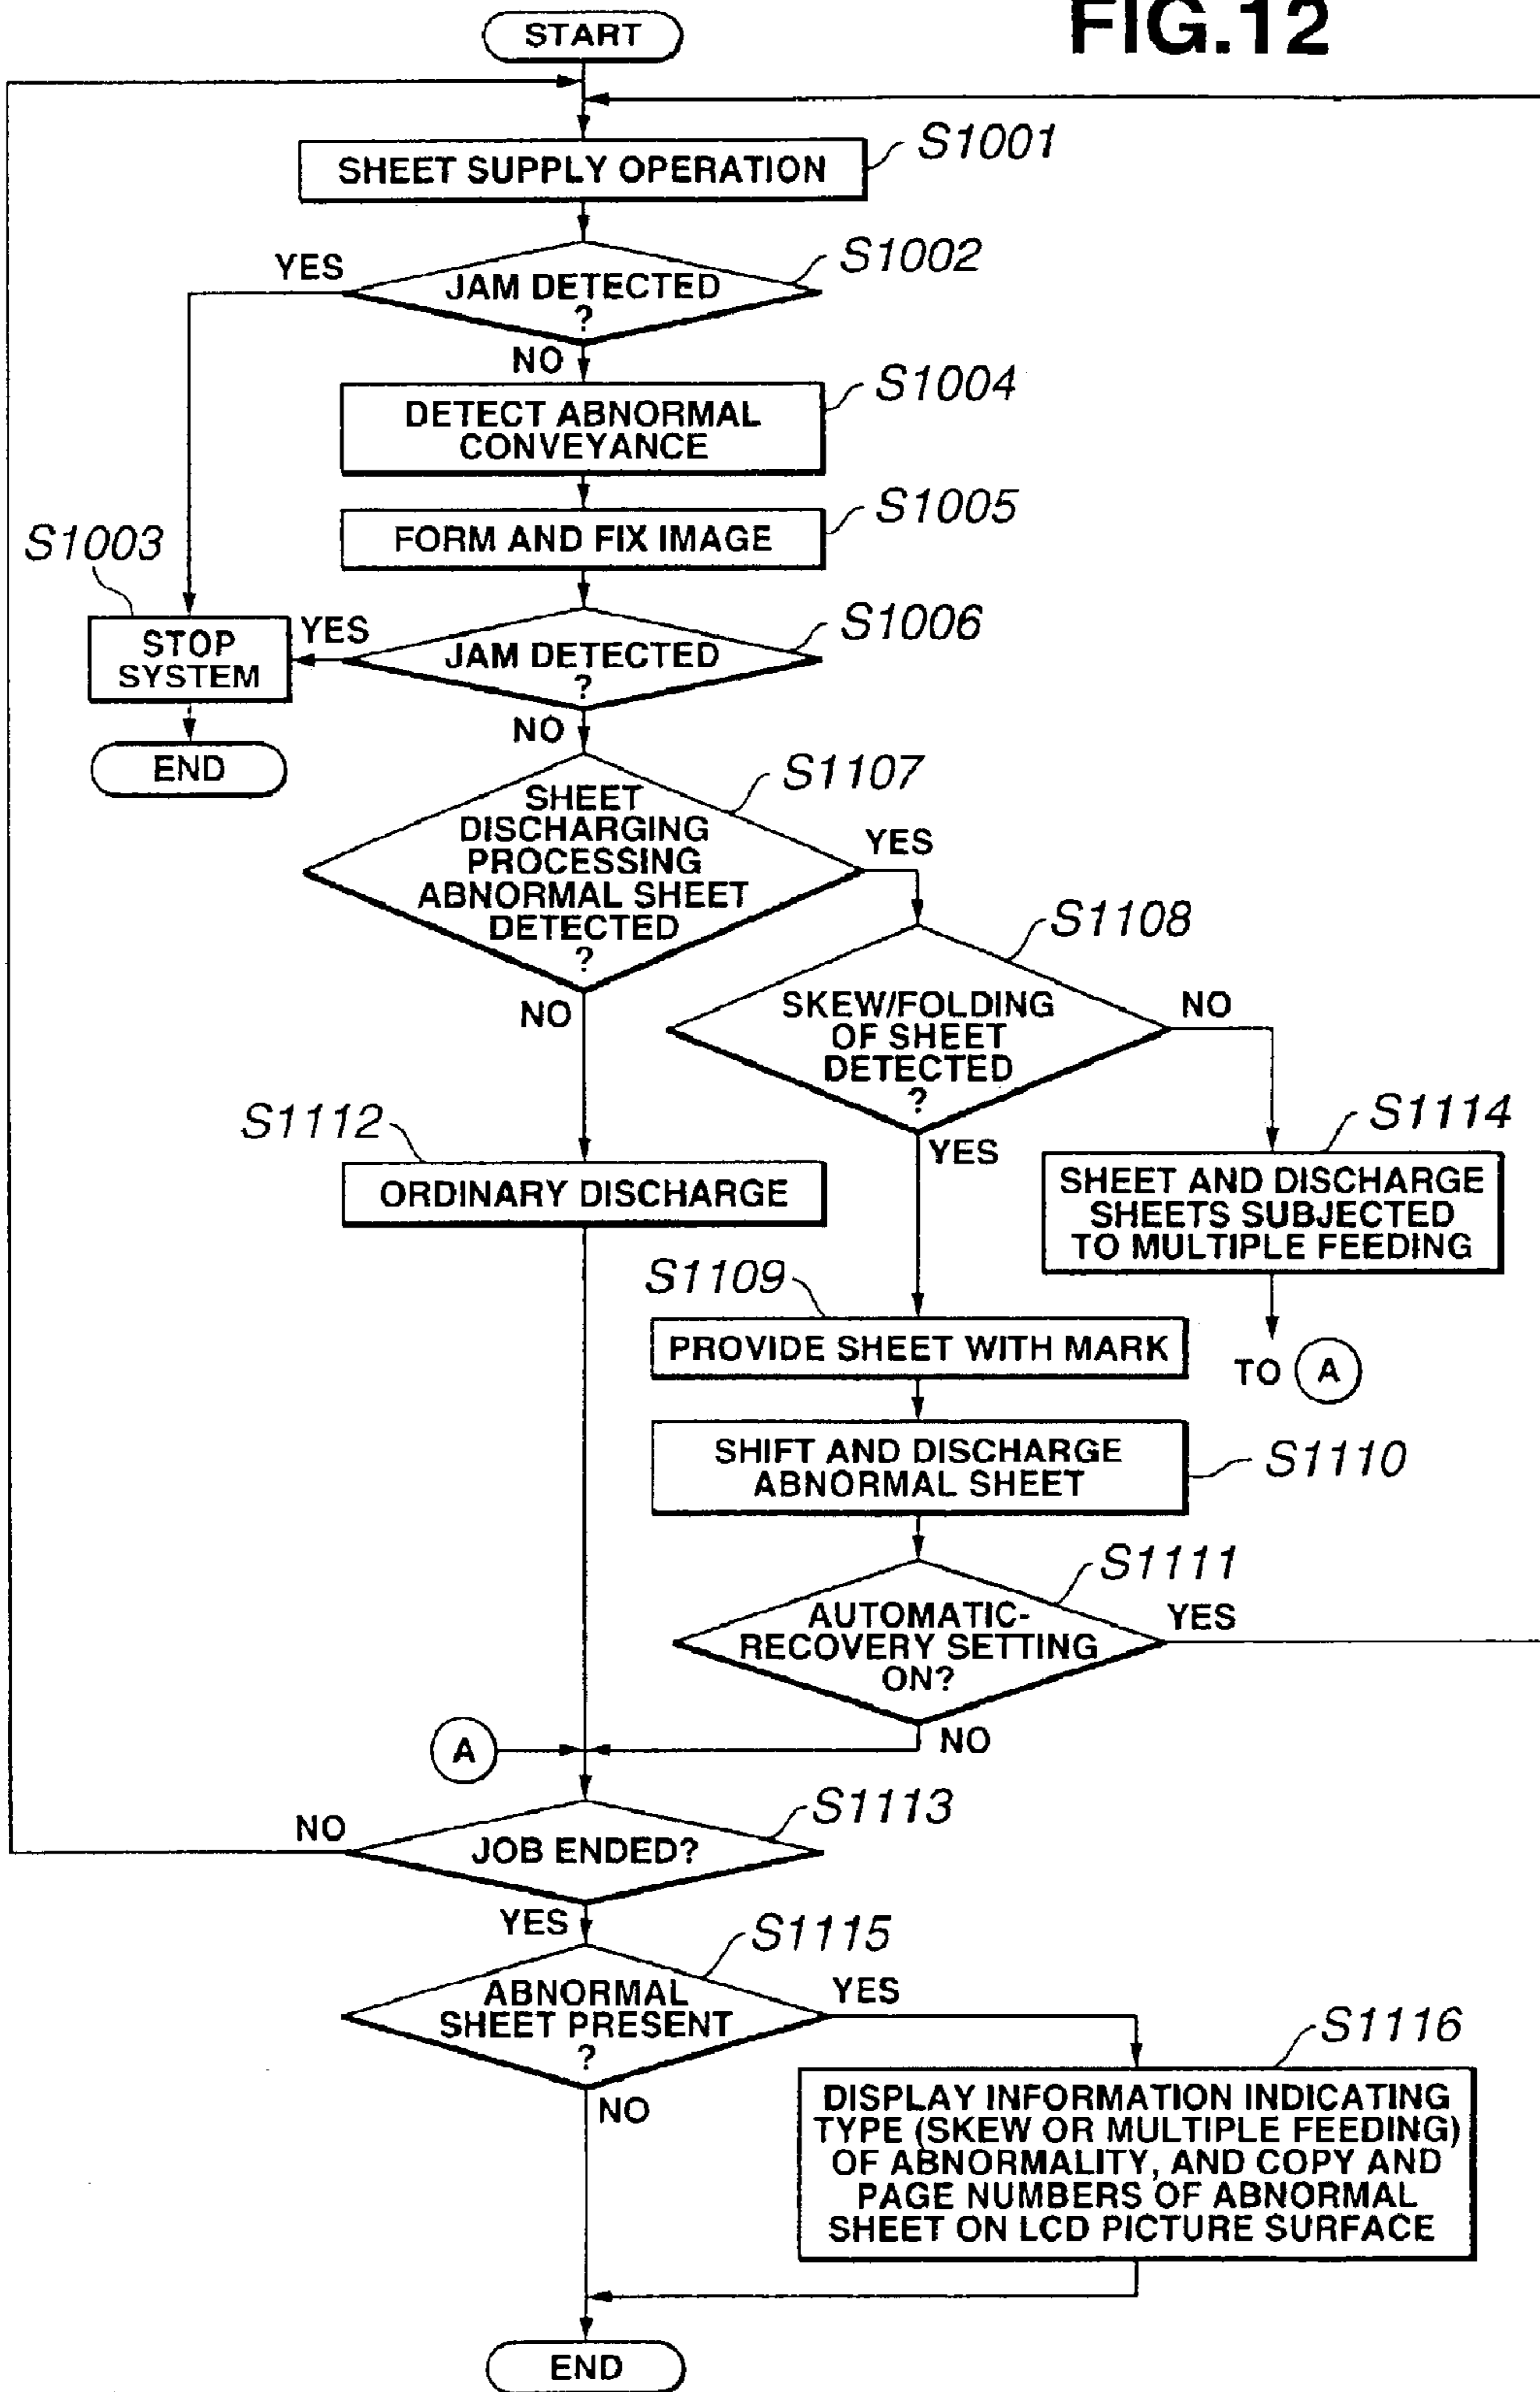 FIG.12
START
SHEET SUPPLY OPERATION
S1001
JAM DETECTED
?
S1002
YES
NO
DETECT ABNORMAL
CONVEYANCE
S1004
FORM AND FIX IMAGE
S1005
S1003
STOP
SYSTEM
END
YES
JAM DETECTED
?
S1006
NO
SHEET
DISCHARGING
PROCESSING
ABNORMAL SHEET
DETECTED
?
S1107
YES
NO
SKEW/FOLDING
OF SHEET
DETECTED
?
S1108
NO
YES
S1114
SHEET AND DISCHARGE
SHEETS SUBJECTED
TO MULTIPLE FEEDING
TO A
S1112
ORDINARY DISCHARGE
S1109
PROVIDE SHEET WITH MARK
SHIFT AND DISCHARGE
ABNORMAL SHEET
S1110
AUTOMATIC-
RECOVERY SETTING
ON?
S1111
YES
NO
A
JOB ENDED?
S1113
NO
YES
ABNORMAL
SHEET PRESENT
?
S1115
YES
NO
S1116
DISPLAY INFORMATION INDICATING
TYPE (SKEW OR MULTIPLE FEEDING)
OF ABNORMALITY, AND COPY AND
PAGE NUMBERS OF ABNORMAL
SHEET ON LCD PICTURE SURFACE
END